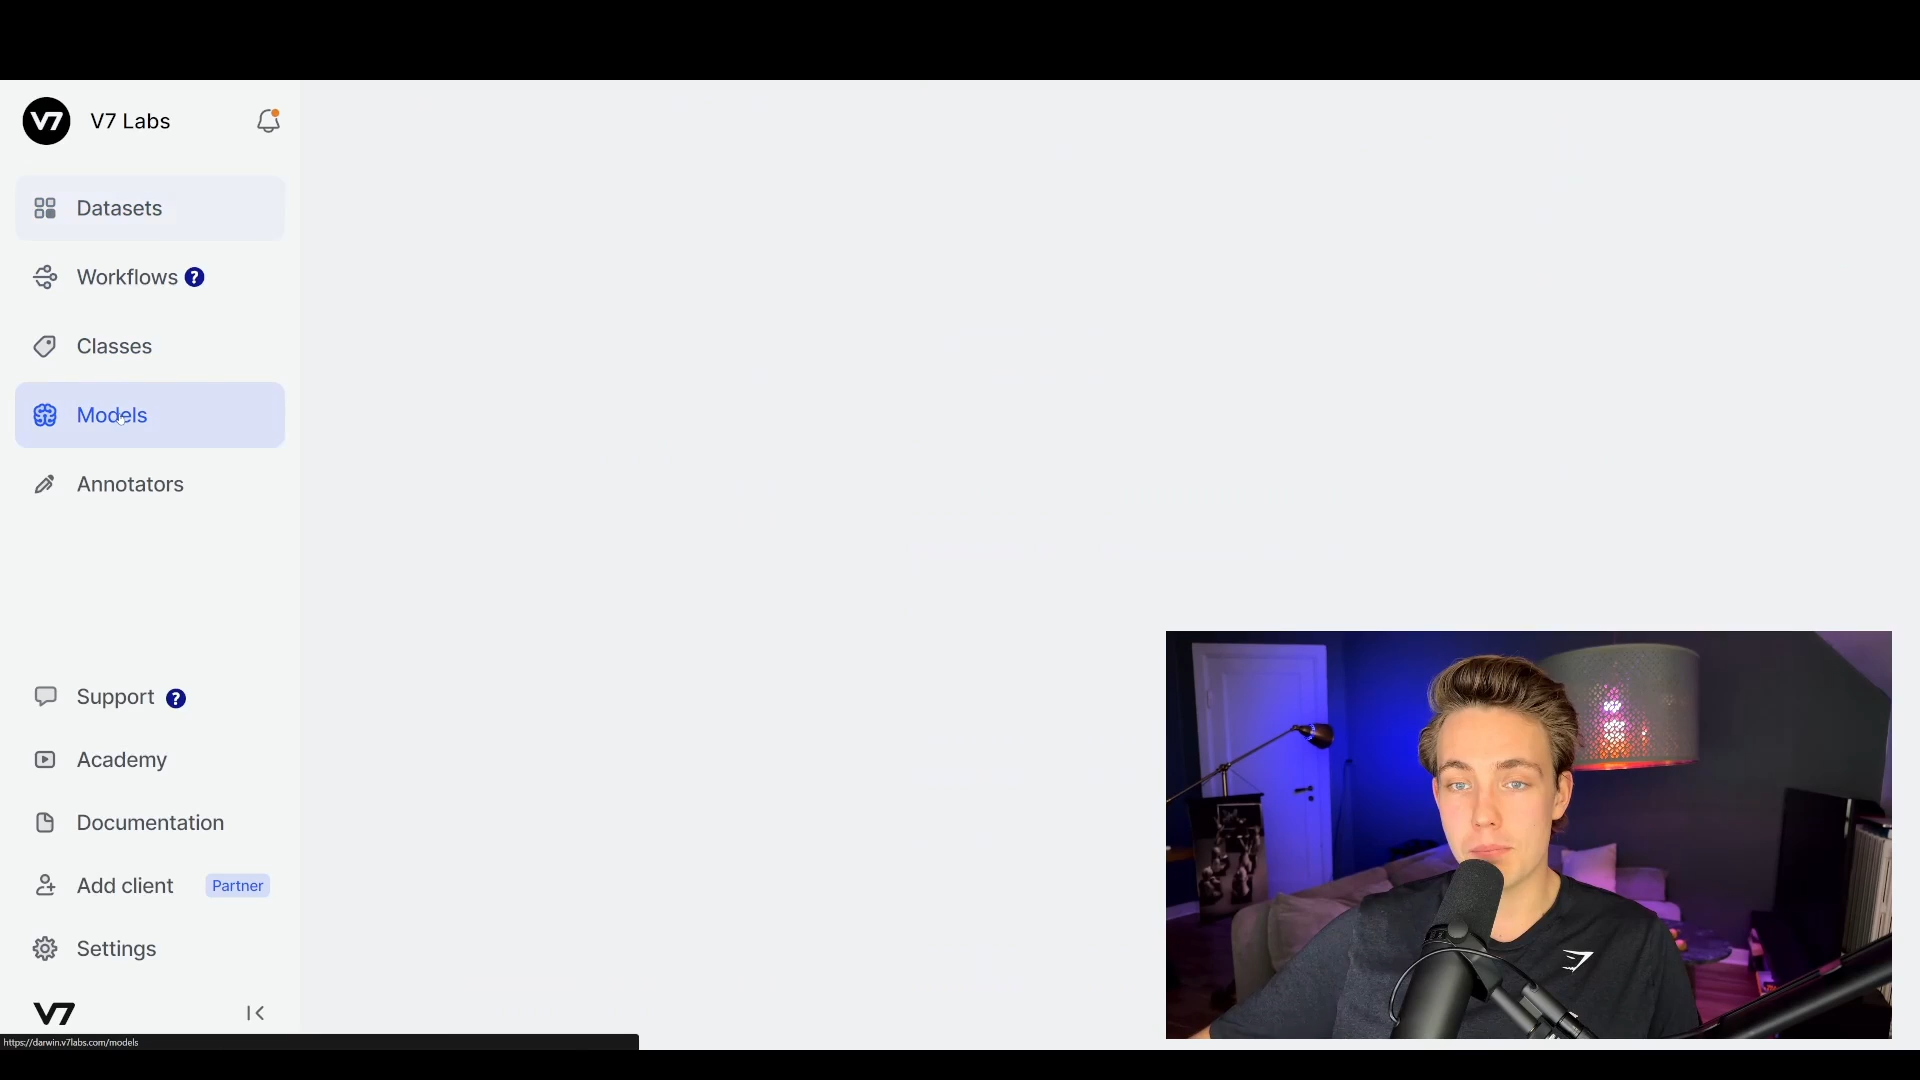 V7 V7 Labs
Datasets
Workflows ?
Classes
Models
Annotators
Support ?
Academy
Documentation
Add client Partner
Settings
V7
https://darwin.v7labs.com/models